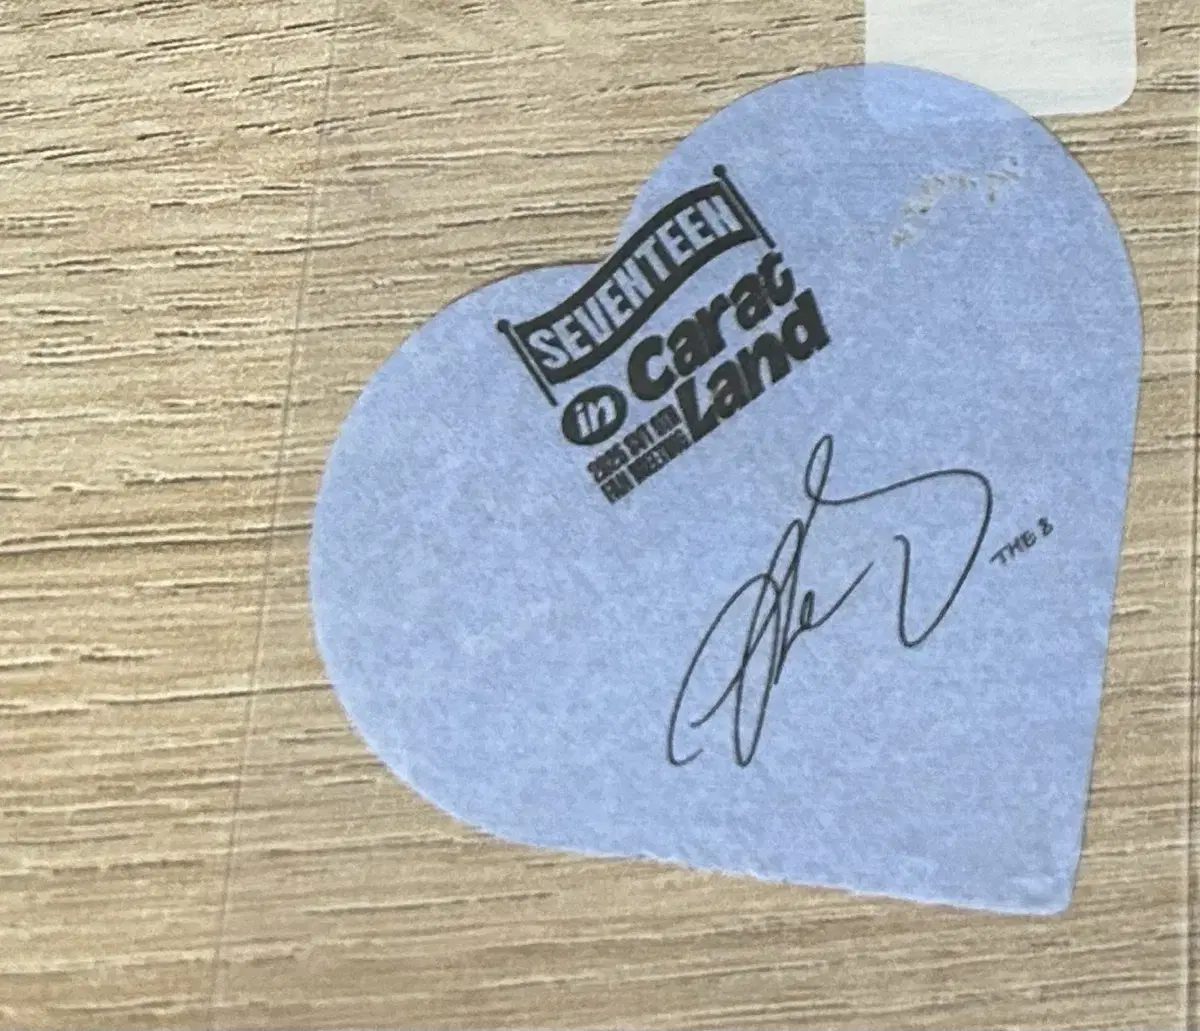 SEVENTEEN
in Carat
Land
2025 SVT 9TH
FAN MEETING
THE 8